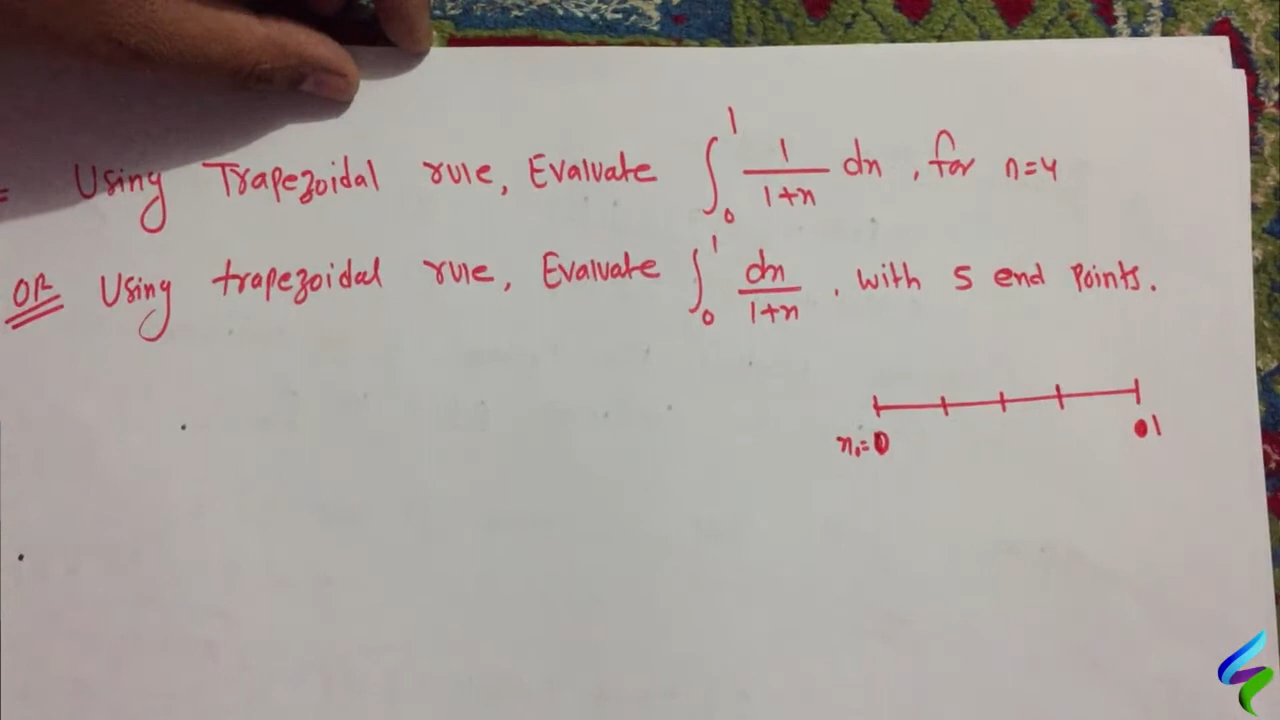 = Using Trapezoidal rule, Evaluate ∫₀¹ 1/(1+x) dx, for n=4
OR Using trapezoidal rule, Evaluate ∫₀¹ dx/(1+x), with 5 end points.
x₀=0 1